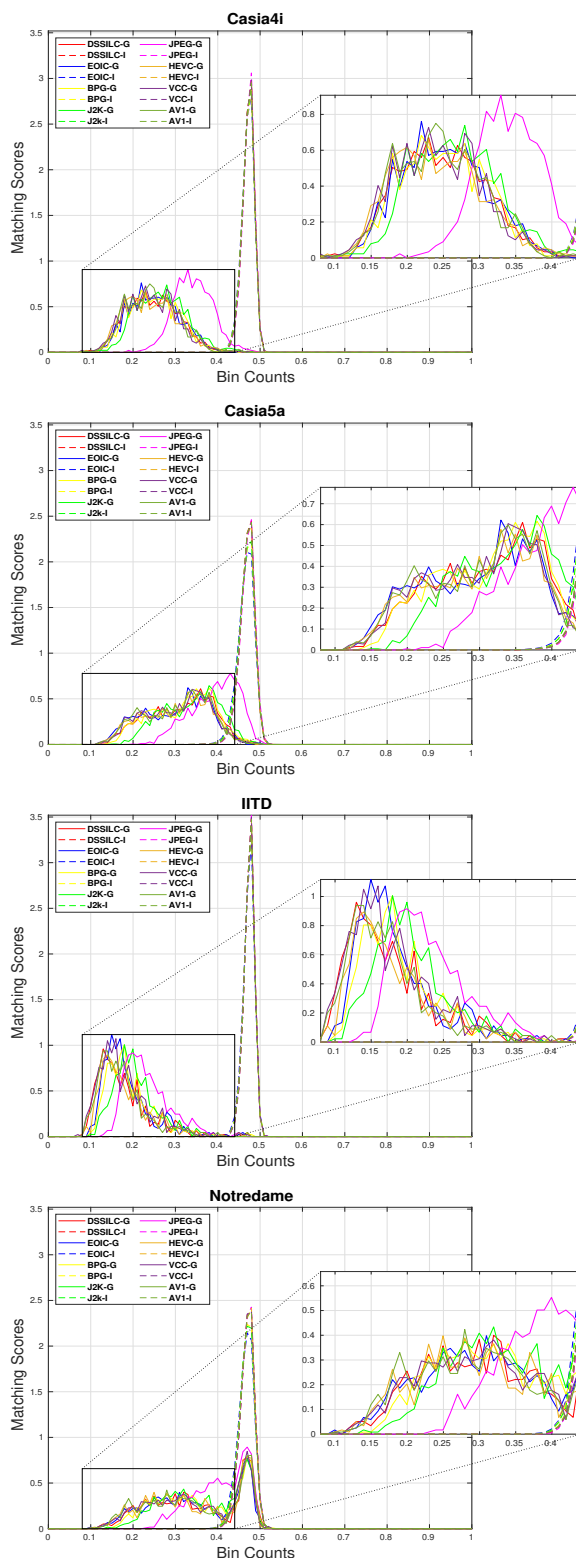 Casia4i
3.5
3
2.5
2
1.5
1
0.5
0
Matching Scores
DSSILC-G JPEG-G
DSSILC-I JPEG-I
EOIC-G HEVC-G
EOIC-I HEVC-I
BPG-G VCC-G
BPG-I VCC-I
J2K-G AV1-G
J2k-I AV1-I
0.8
0.6
0.4
0.2
0
0.1 0.15 0.2 0.25 0.3 0.35 0.4
0 0.1 0.2 0.3 0.4 0.5 0.6 0.7 0.8 0.9 1
Bin Counts
Casia5a
3.5
3
2.5
2
1.5
1
0.5
0
Matching Scores
DSSILC-G JPEG-G
DSSILC-I JPEG-I
EOIC-G HEVC-G
EOIC-I HEVC-I
BPG-G VCC-G
BPG-I VCC-I
J2K-G AV1-G
J2k-I AV1-I
0.7
0.6
0.5
0.4
0.3
0.2
0.1
0
0.1 0.15 0.2 0.25 0.3 0.35 0.4
0 0.1 0.2 0.3 0.4 0.5 0.6 0.7 0.8 0.9 1
Bin Counts
IITD
3.5
3
2.5
2
1.5
1
0.5
0
Matching Scores
DSSILC-G JPEG-G
DSSILC-I JPEG-I
EOIC-G HEVC-G
EOIC-I HEVC-I
BPG-G VCC-G
BPG-I VCC-I
J2K-G AV1-G
J2k-I AV1-I
1
0.8
0.6
0.4
0.2
0
0.1 0.15 0.2 0.25 0.3 0.35 0.4
0 0.1 0.2 0.3 0.4 0.5 0.6 0.7 0.8 0.9 1
Bin Counts
Notredame
3.5
3
2.5
2
1.5
1
0.5
0
Matching Scores
DSSILC-G JPEG-G
DSSILC-I JPEG-I
EOIC-G HEVC-G
EOIC-I HEVC-I
BPG-G VCC-G
BPG-I VCC-I
J2K-G AV1-G
J2k-I AV1-I
0.6
0.5
0.4
0.3
0.2
0.1
0
0.1 0.15 0.2 0.25 0.3 0.35 0.4
0 0.1 0.2 0.3 0.4 0.5 0.6 0.7 0.8 0.9 1
Bin Counts